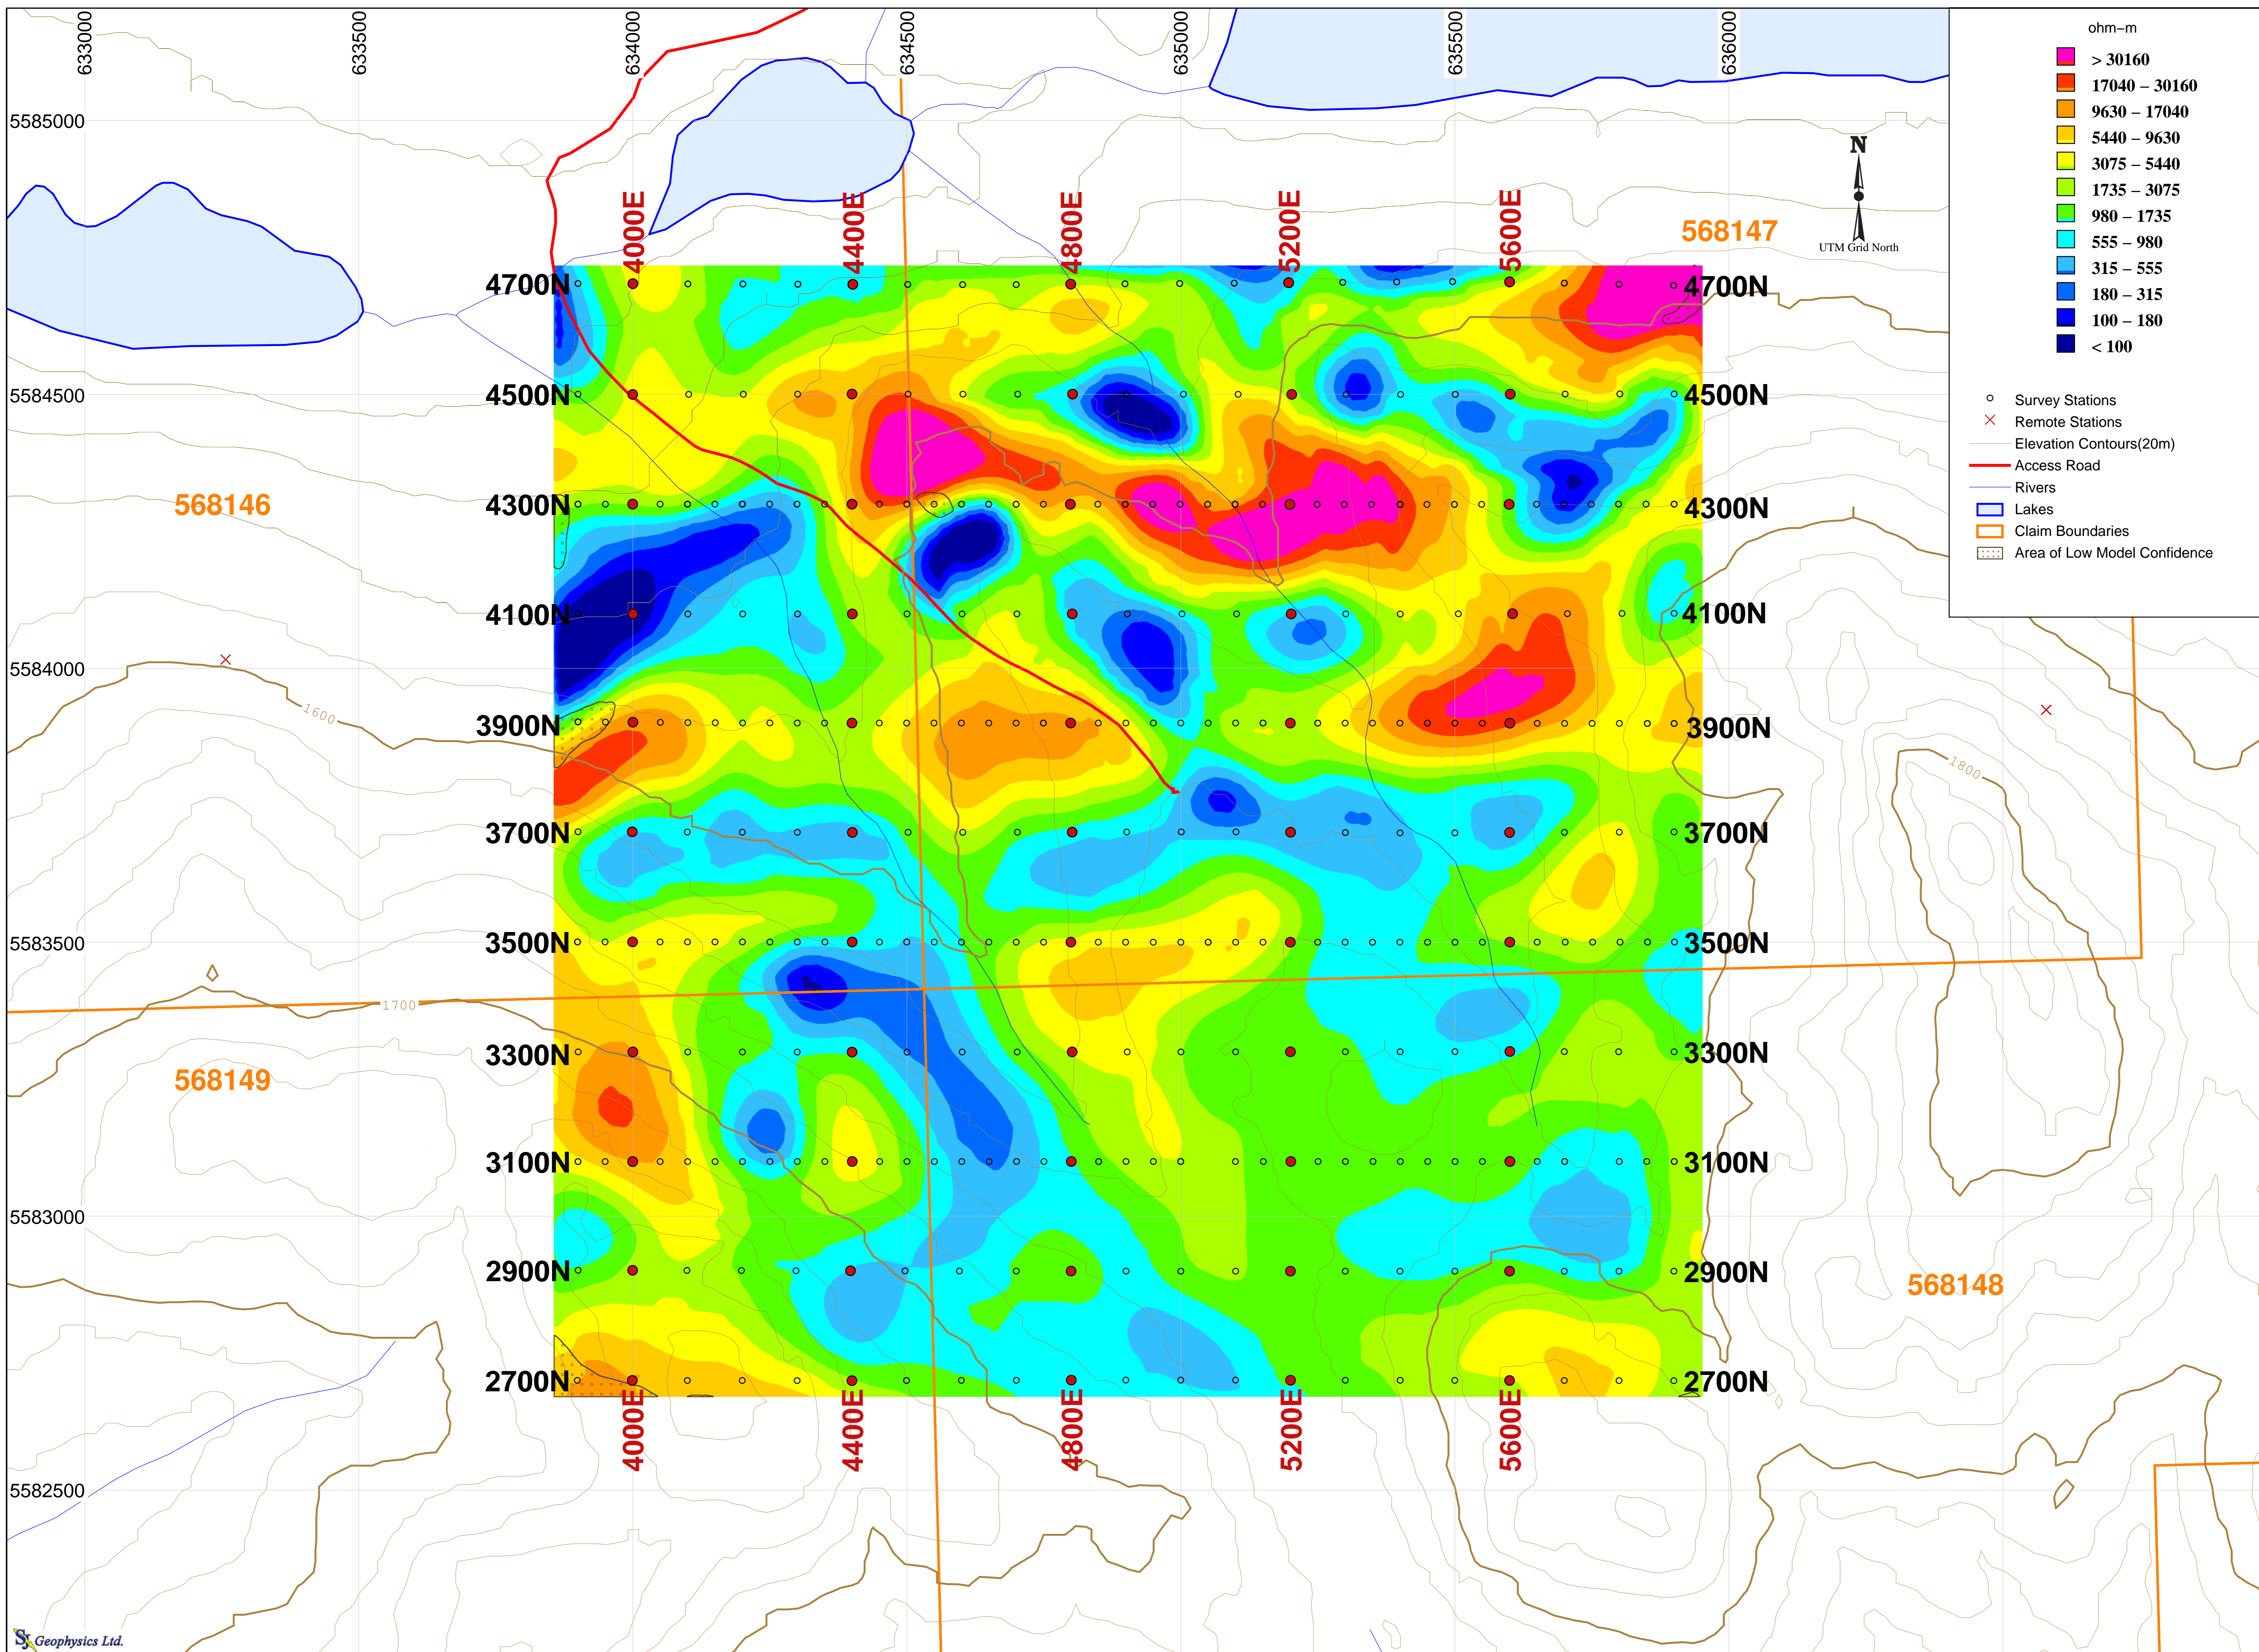 633000
633500
634000
634500
635000
635500
636000
ohm–m
> 30160
17040 – 30160
9630 – 17040
5440 – 9630
3075 – 5440
1735 – 3075
980 – 1735
555 – 980
315 – 555
180 – 315
100 – 180
< 100
Survey Stations
Remote Stations
Elevation Contours(20m)
Access Road
Rivers
Lakes
Claim Boundaries
Area of Low Model Confidence
N
UTM Grid North
5585000
568147
4000E
4400E
4800E
5200E
5600E
4700N
4700N
5584500
4500N
4500N
568146
4300N
4300N
4100N
4100N
5584000
1600
3900N
3900N
1800
3700N
3700N
5583500
3500N
3500N
1700
3300N
3300N
568149
3100N
3100N
5583000
2900N
2900N
568148
2700N
2700N
4000E
4400E
4800E
5200E
5600E
5582500
SJ Geophysics Ltd.